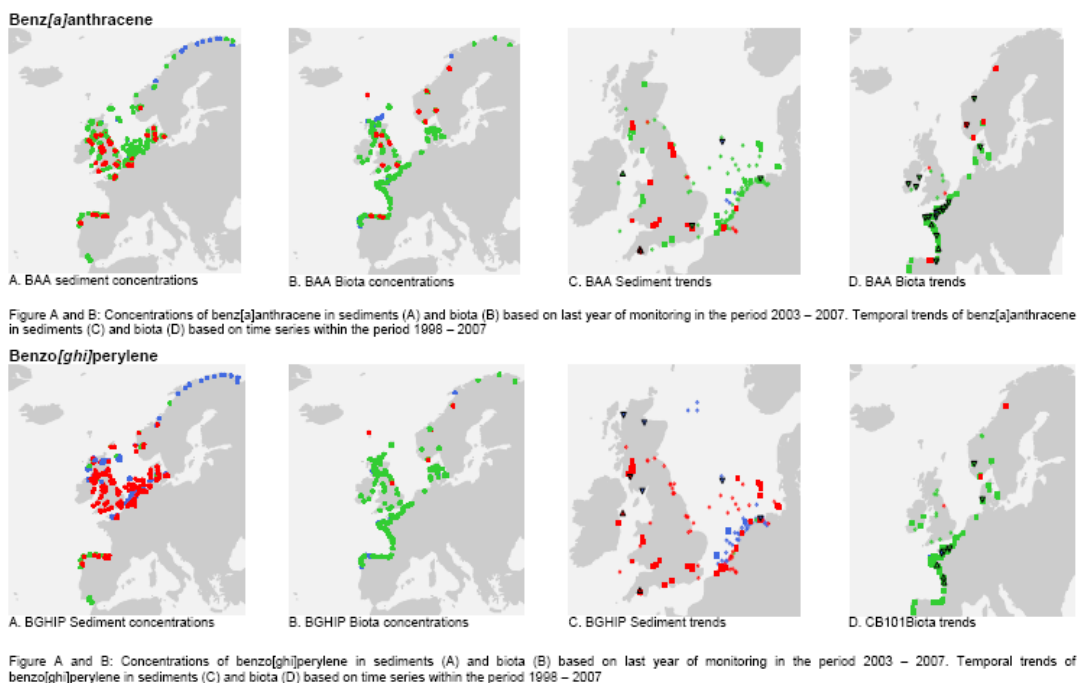 Benz[a]anthracene
A. BAA sediment concentrations
B. BAA Biota concentrations
C. BAA Sediment trends
D. BAA Biota trends
Figure A and B: Concentrations of benz[a]anthracene in sediments (A) and biota (B) based on last year of monitoring in the period 2003 – 2007. Temporal trends of benz[a]anthracene
in sediments (C) and biota (D) based on time series within the period 1998 – 2007
Benzo[ghi]perylene
A. BGHIP Sediment concentrations
B. BGHIP Biota concentrations
C. BGHIP Sediment trends
D. CB101Biota trends
Figure A and B: Concentrations of benzo[ghi]perylene in sediments (A) and biota (B) based on last year of monitoring in the period 2003 – 2007. Temporal trends of
benzo[ghi]perylene in sediments (C) and biota (D) based on time series within the period 1998 – 2007